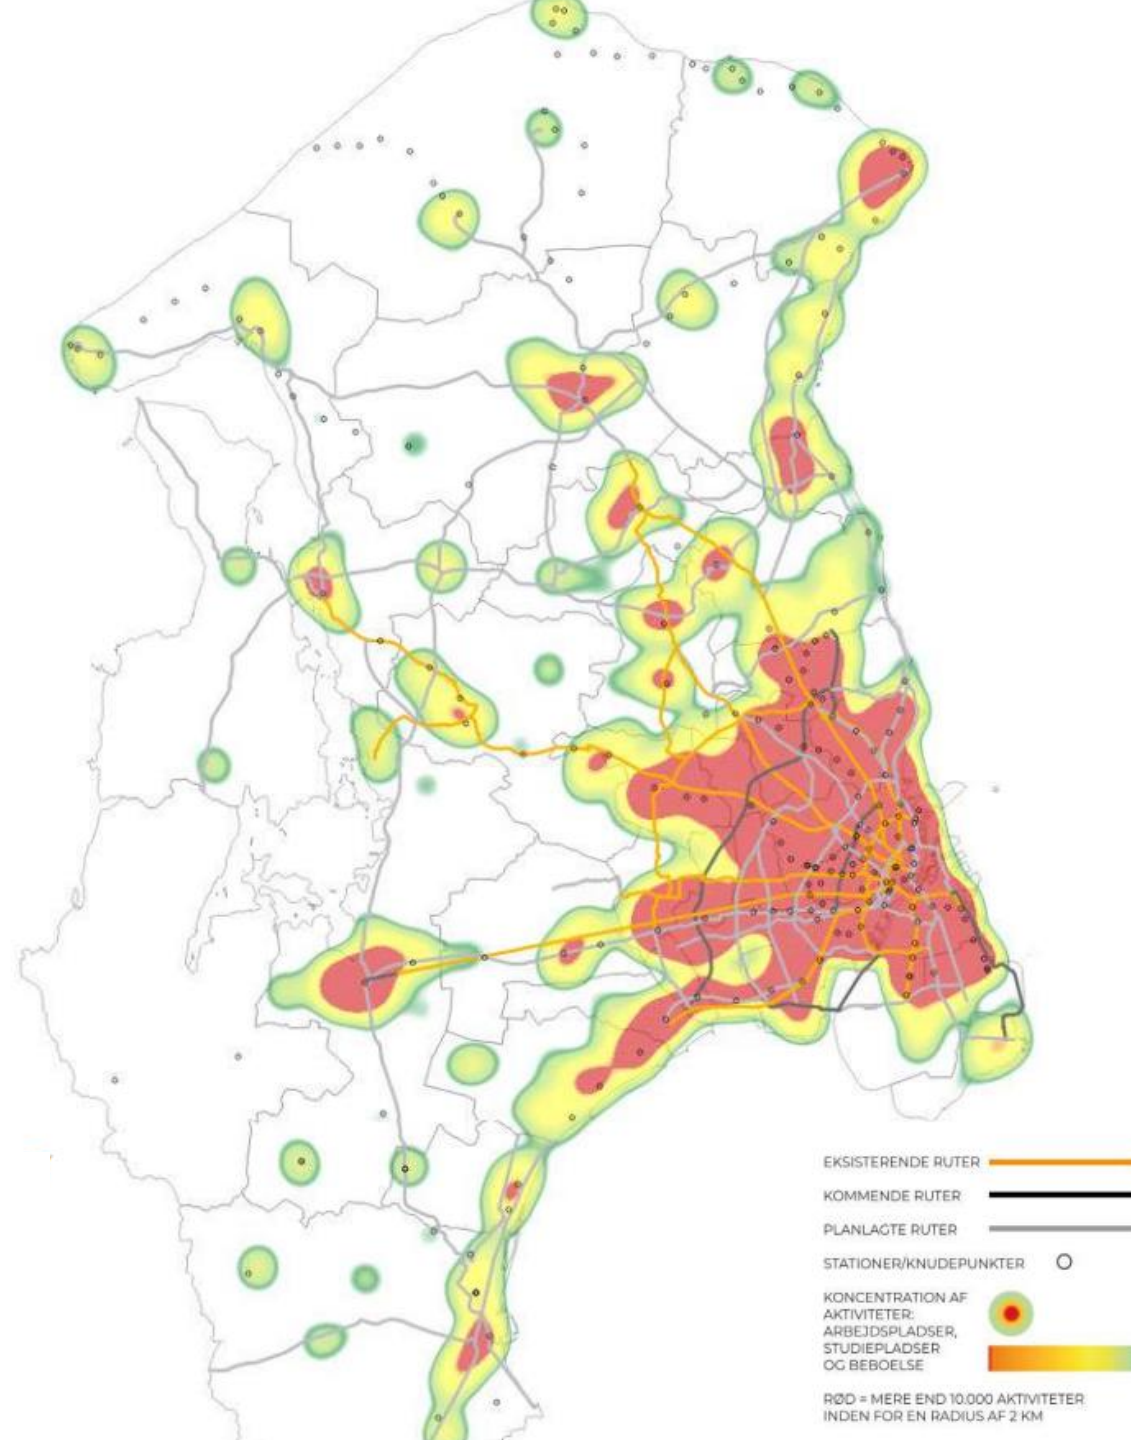 EKSISTERENDE RUTER
KOMMENDE RUTER
PLANLAGTE RUTER
STATIONER/KNUDEPUNKTER
KONCENTRATION AF
AKTIVITETER:
ARBEJDSPLADSER,
STUDIEPLADSER
OG BEBOELSE
RØD = MERE END 10.000 AKTIVITETER
INDEN FOR EN RADIUS AF 2 KM